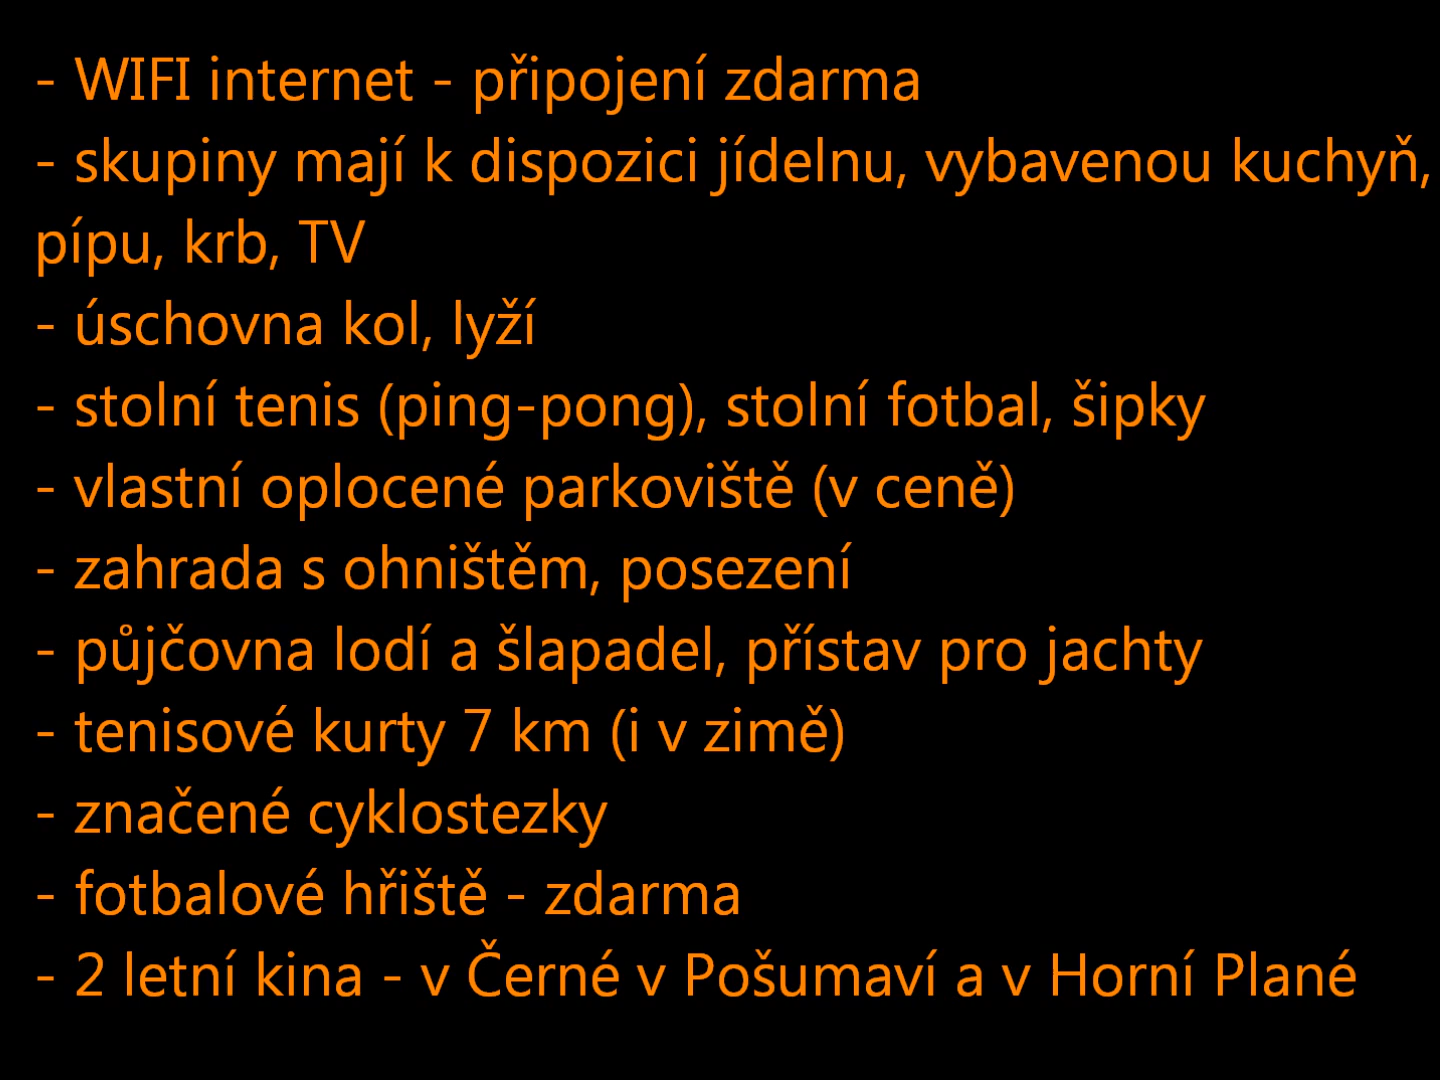 - WIFI internet - připojení zdarma
- skupiny mají k dispozici jídelnu, vybavenou kuchyň,
pípu, krb, TV
- úschovna kol, lyží
- stolní tenis (ping-pong), stolní fotbal, šipky
- vlastní oplocené parkoviště (v ceně)
- zahrada s ohništěm, posezení
- půjčovna lodí a šlapadel, přístav pro jachty
- tenisové kurty 7 km (i v zimě)
- značené cyklostezky
- fotbalové hřiště - zdarma
- 2 letní kina - v Černé v Pošumaví a v Horní Plané